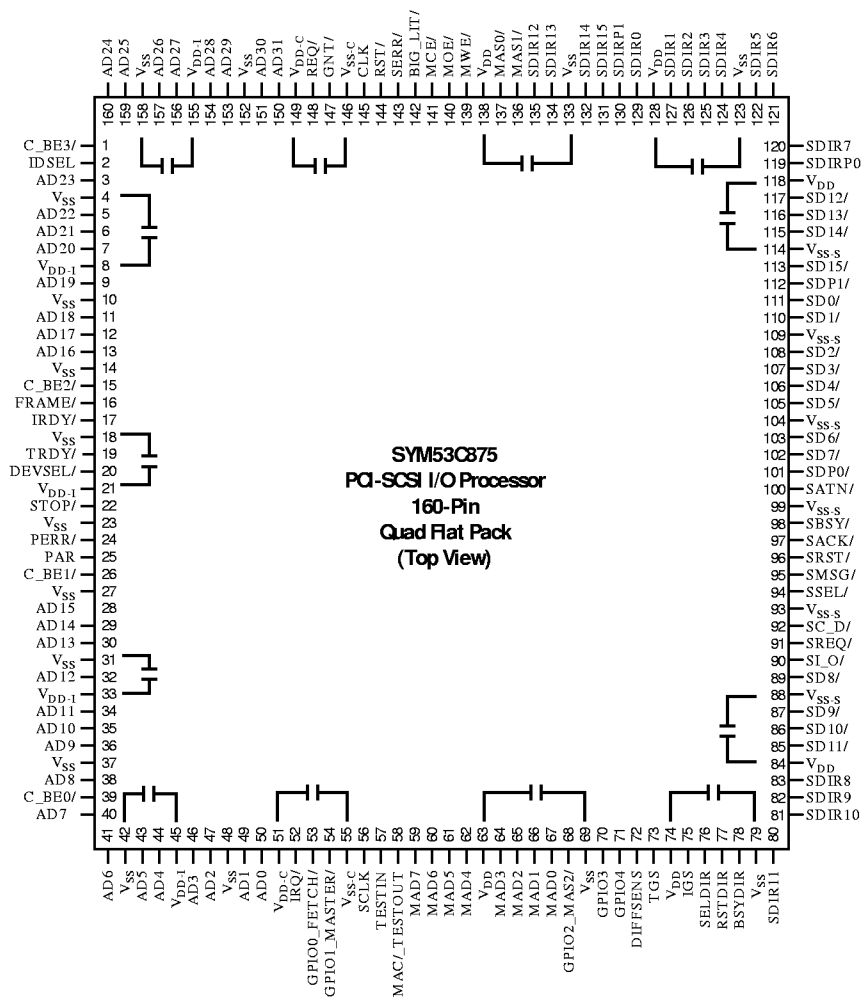 AD24
AD25
VSS
AD26
AD27
VDD-I
AD28
AD29
VSS
AD30
AD31
VDD-C
REQ/
GNT/
VSS-C
CLK
RST/
SERR/
BIG_LIT/
MCE/
MOE/
MWE/
VDD
MAS0/
MAS1/
SDIR12
SDIR13
VSS
SDIR14
SDIR15
SDIRP1
SDIR0
VDD
SDIR1
SDIR2
SDIR3
SDIR4
VSS
SDIR5
SDIR6
160
159
158
157
156
155
154
153
152
151
150
149
148
147
146
145
144
143
142
141
140
139
138
137
136
135
134
133
132
131
130
129
128
127
126
125
124
123
122
121
C_BE3/ 1
IDSEL 2
AD23 3
VSS 4
AD22 5
AD21 6
AD20 7
VDD-I 8
AD19 9
VSS 10
AD18 11
AD17 12
AD16 13
VSS 14
C_BE2/ 15
FRAME/ 16
IRDY/ 17
VSS 18
TRDY/ 19
DEVSEL/ 20
VDD-I 21
STOP/ 22
VSS 23
PERR/ 24
PAR 25
C_BE1/ 26
VSS 27
AD15 28
AD14 29
AD13 30
VSS 31
AD12 32
VDD-I 33
AD11 34
AD10 35
AD9 36
VSS 37
AD8 38
C_BE0/ 39
AD7 40
SYM53C875
PCI-SCSI I/O Processor
160-Pin
Quad Flat Pack
(Top View)
120 SDIR7
119 SDIRP0
118 VDD
117 SD12/
116 SD13/
115 SD14/
114 VSS-S
113 SD15/
112 SDP1/
111 SD0/
110 SD1/
109 VSS-S
108 SD2/
107 SD3/
106 SD4/
105 SD5/
104 VSS-S
103 SD6/
102 SD7/
101 SDP0/
100 SATN/
99 VSS-S
98 SBSY/
97 SACK/
96 SRST/
95 SMSG/
94 SSEL/
93 VSS-S
92 SC_D/
91 SREQ/
90 SI_O/
89 SD8/
88 VSS-S
87 SD9/
86 SD10/
85 SD11/
84 VDD
83 SDIR8
82 SDIR9
81 SDIR10
41
42
43
44
45
46
47
48
49
50
51
52
53
54
55
56
57
58
59
60
61
62
63
64
65
66
67
68
69
70
71
72
73
74
75
76
77
78
79
80
AD6
VSS
AD5
AD4
VDD-I
AD3
AD2
VSS
AD1
AD0
VDD-C
IRQ/
GPIO0_FETCH/
GPIO1_MASTER/
VSS-C
SCLK
TESTIN
MAC/_TESTOUT
MAD7
MAD6
MAD5
MAD4
VDD
MAD3
MAD2
MAD1
MAD0
GPIO2_MAS2/
VSS
GPIO3
GPIO4
DIFFSENS
TGS
VDD
IGS
SELDIR
RSTDIR
BSYDIR
VSS
SDIR11